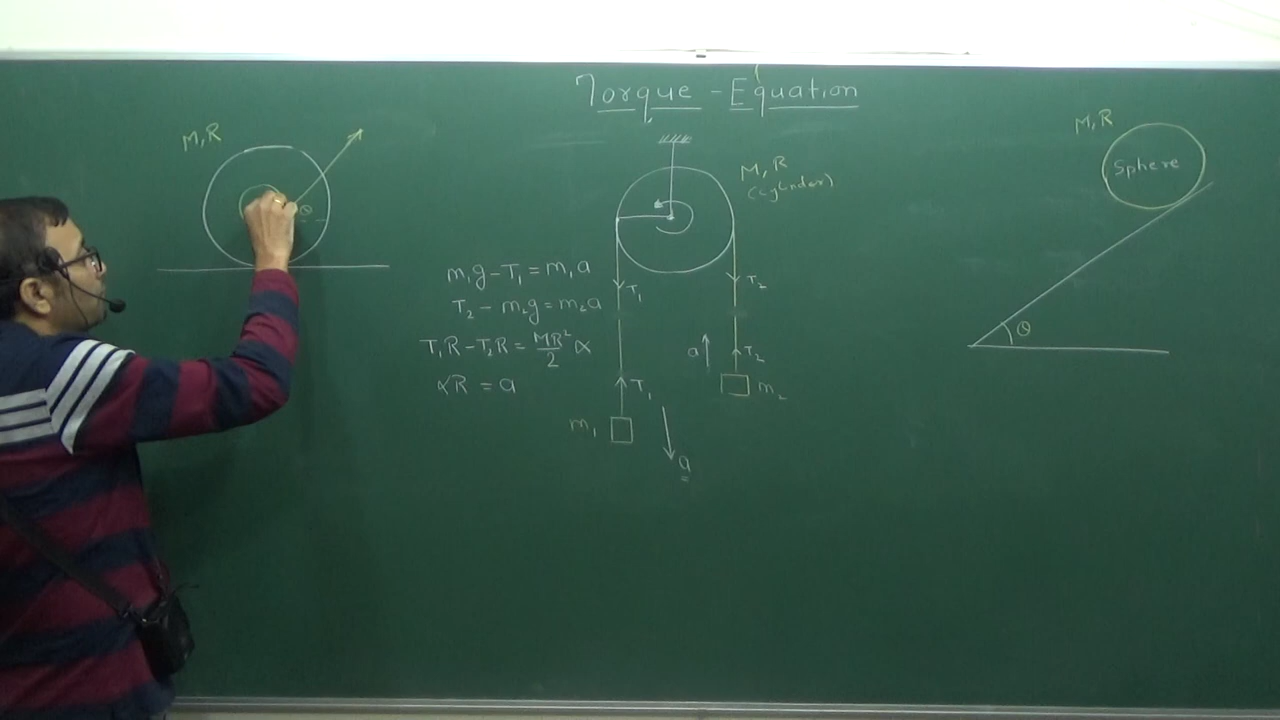 Torque - Equation
M, R
θ
M, R
(cylinder)
T₁
T₂
m₁g - T₁ = m₁a
T₂ - m₂g = m₂a
T₁R - T₂R = MR²/2 α
αR = a
a
T₂
m₂
T₁
m₁
a
M, R
Sphere
θ